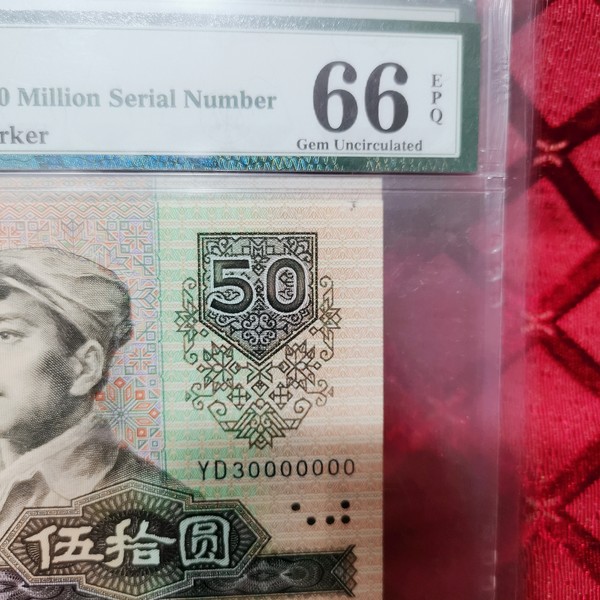 0 Million Serial Number
rker
66
EPQ
Gem Uncirculated
50
YD30000000
伍拾圆